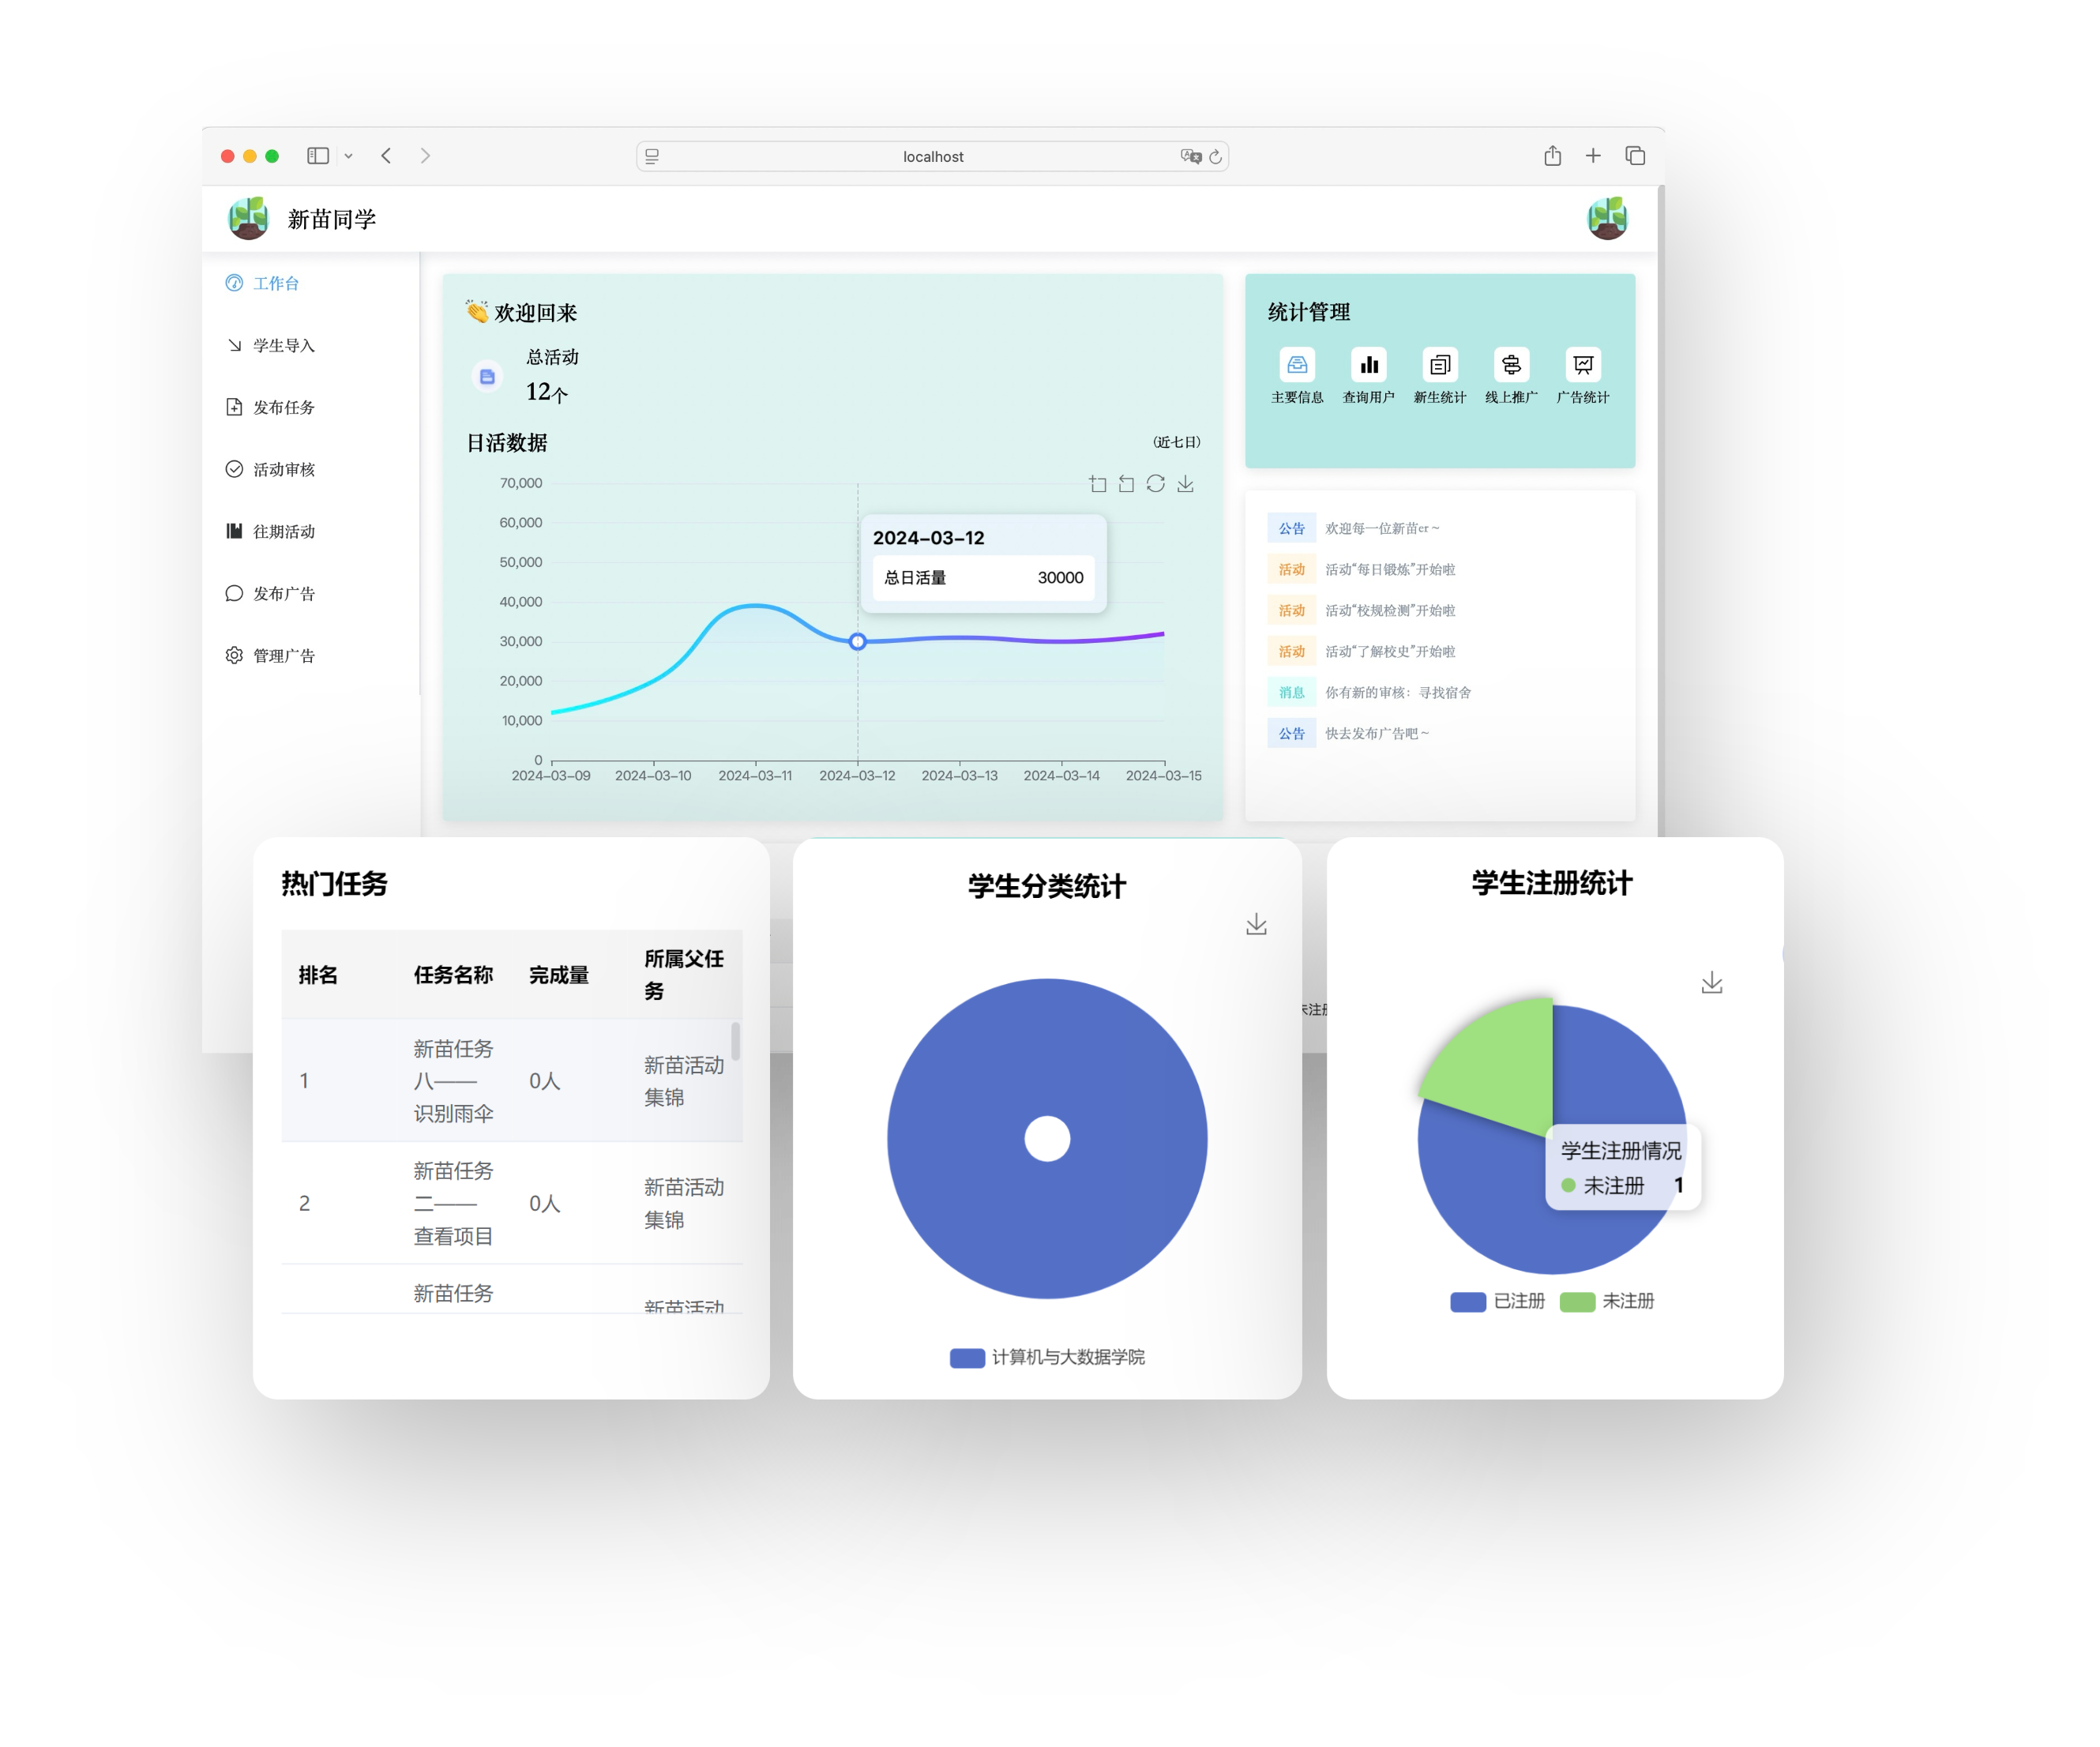 localhost
新苗同学
工作台
学生导入
发布任务
活动审核
往期活动
发布广告
管理广告
欢迎回来
总活动
12个
日活数据
(近七日)
70,000
60,000
50,000
40,000
30,000
20,000
10,000
0
2024-03-09 2024-03-10 2024-03-11 2024-03-12 2024-03-13 2024-03-14 2024-03-15
2024-03-12
总日活量 30000
统计管理
主要信息 查询用户 新生统计 线上推广 广告统计
公告 欢迎每一位新苗er~
活动 活动“每日锻炼”开始啦
活动 活动“校规检测”开始啦
活动 活动“了解校史”开始啦
消息 你有新的审核：寻找宿舍
公告 快去发布广告吧~
热门任务
排名 任务名称 完成量 所属父任
务
1
新苗任务
八——
识别雨伞
0人
新苗活动
集锦
2
新苗任务
二——
查看项目
0人
新苗活动
集锦
新苗任务
新苗活动
学生分类统计
计算机与大数据学院
未注册
学生注册统计
学生注册情况
未注册 1
已注册 未注册